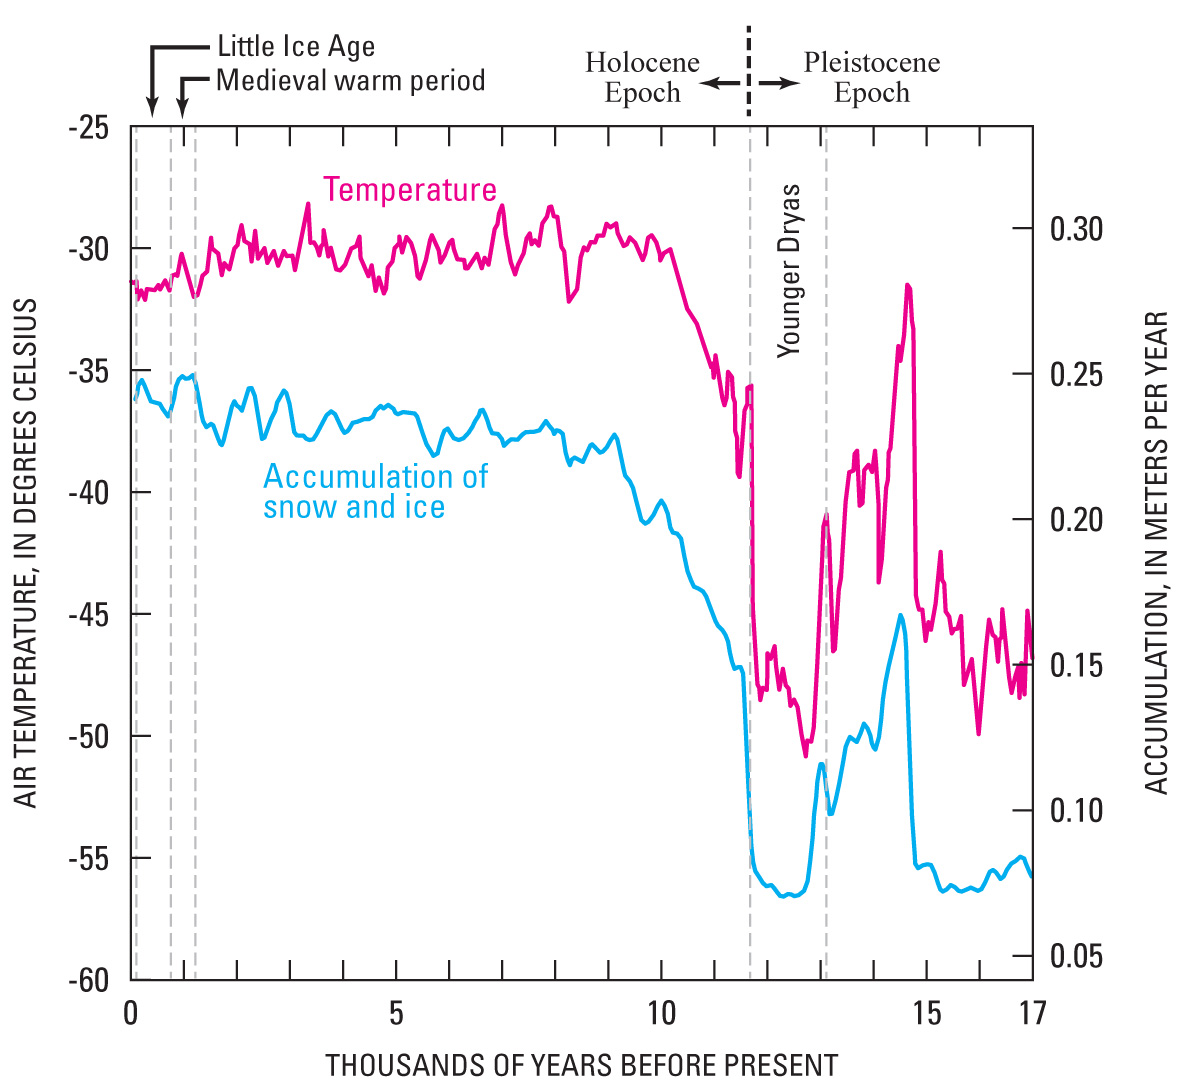 Little Ice Age
Medieval warm period
Holocene
Epoch
Pleistocene
Epoch
-25
-30
-35
-40
-45
-50
-55
-60
AIR TEMPERATURE, IN DEGREES CELSIUS
Temperature
Accumulation of
snow and ice
Younger Dryas
0.30
0.25
0.20
0.15
0.10
0.05
ACCUMULATION, IN METERS PER YEAR
0
5
10
15
17
THOUSANDS OF YEARS BEFORE PRESENT